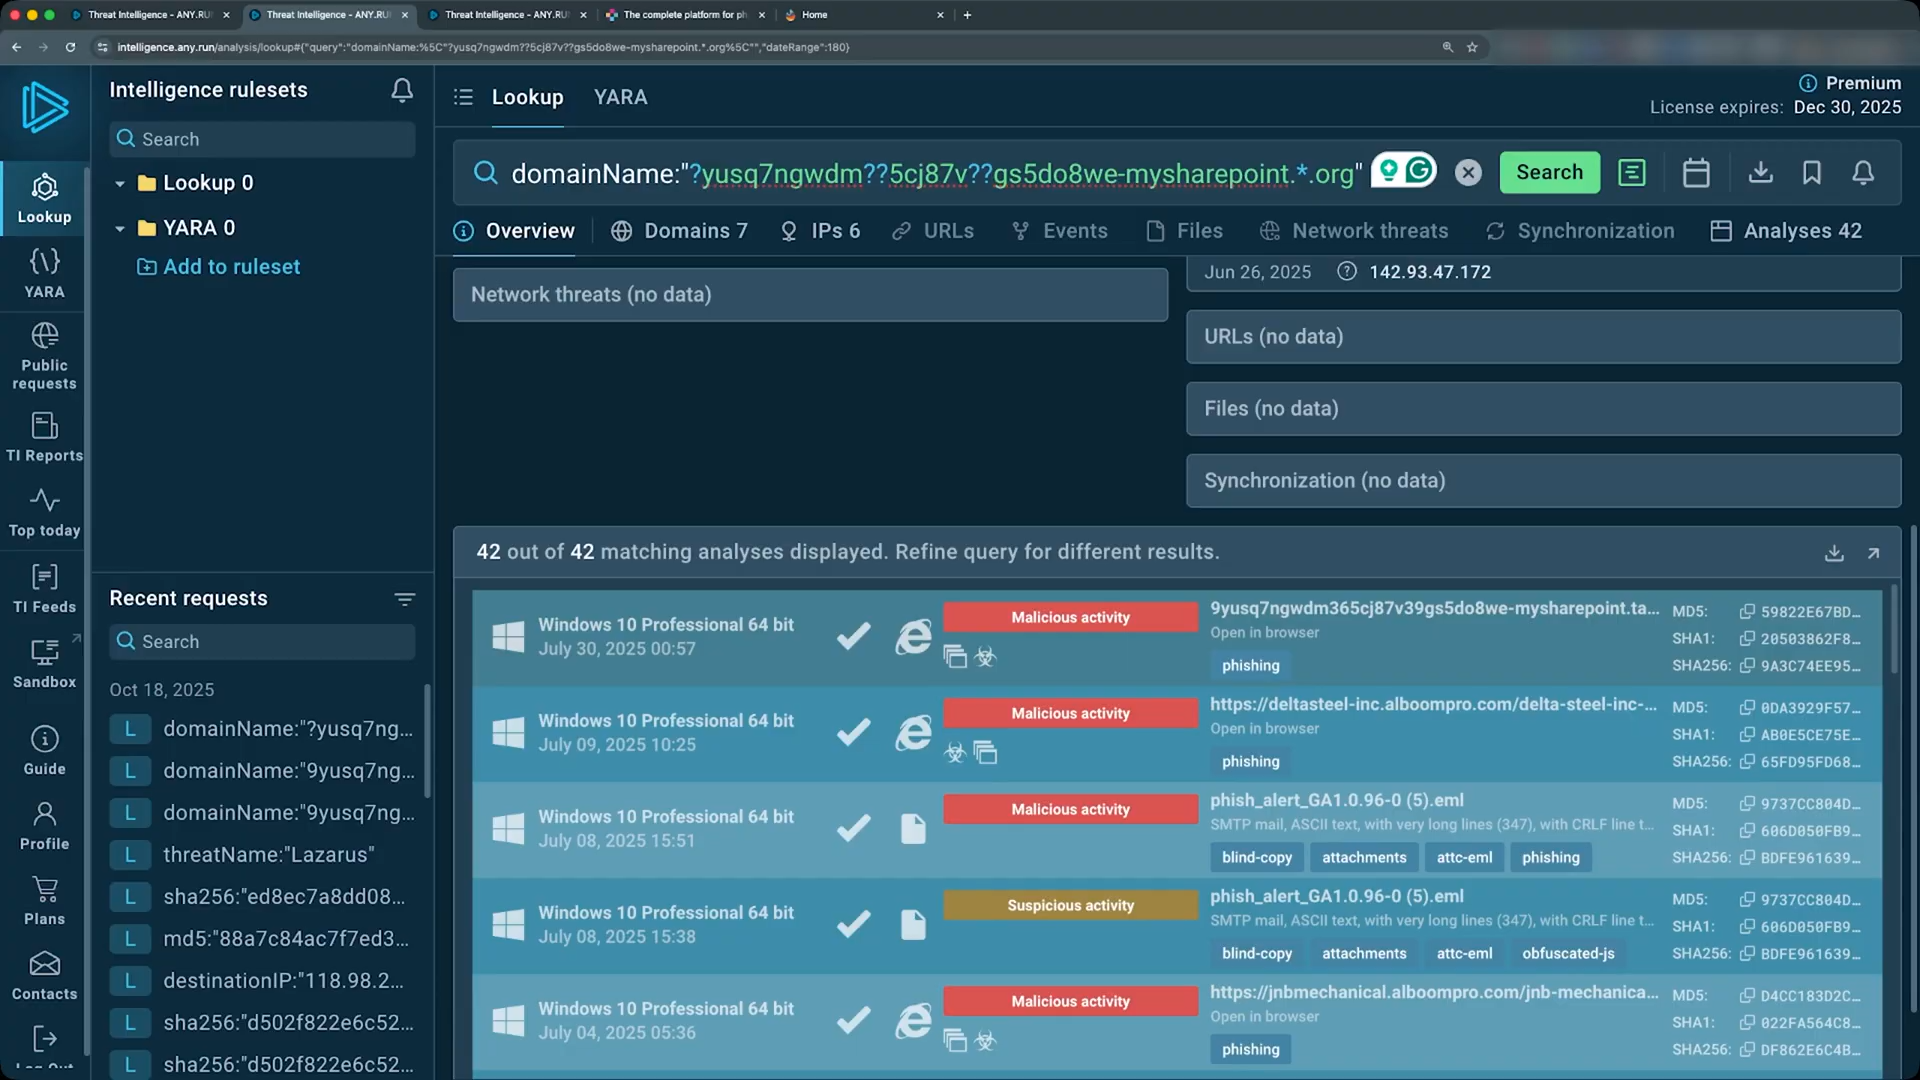 Threat Intelligence - ANY.RU
Threat Intelligence - ANY.RU
Threat Intelligence - ANY.RU
The complete platform for ph
Home
intelligence.any.run/analysis/lookup#{"query":"domainName:%5C"?yusq7ngwdm??5cj87v??gs5do8we-mysharepoint.*.org%5C"","dateRange":180}
Intelligence rulesets
Search
Lookup 0
YARA 0
Add to ruleset
Lookup
YARA
Public
requests
TI Reports
Top today
TI Feeds
Sandbox
Guide
Profile
Plans
Contacts
Log Out
Recent requests
Search
Oct 18, 2025
L domainName:"?yusq7ng...
L domainName:"9yusq7ng...
L domainName:"9yusq7ng...
L threatName:"Lazarus"
L sha256:"ed8ec7a8dd08...
L md5:"88a7c84ac7f7ed3...
L destinationIP:"118.98.2...
L sha256:"d502f822e6c52...
L sha256:"d502f822e6c52...
Lookup YARA
Premium
License expires: Dec 30, 2025
domainName:"?yusq7ngwdm??5cj87v??gs5do8we-mysharepoint.*.org"
Search
Overview Domains 7 IPs 6 URLs Events Files Network threats Synchronization Analyses 42
Network threats (no data)
Jun 26, 2025 142.93.47.172
URLs (no data)
Files (no data)
Synchronization (no data)
42 out of 42 matching analyses displayed. Refine query for different results.
Windows 10 Professional 64 bit
July 30, 2025 00:57
Malicious activity
9yusq7ngwdm365cj87v39gs5do8we-mysharepoint.ta...
Open in browser
phishing
MD5: 59822E67BD...
SHA1: 20503862F8...
SHA256: 9A3C74EE95...
Windows 10 Professional 64 bit
July 09, 2025 10:25
Malicious activity
https://deltasteel-inc.alboompro.com/delta-steel-inc-...
Open in browser
phishing
MD5: 0DA3929F57...
SHA1: AB0E5CE75E...
SHA256: 65FD95FD68...
Windows 10 Professional 64 bit
July 08, 2025 15:51
Malicious activity
phish_alert_GA1.0.96-0 (5).eml
SMTP mail, ASCII text, with very long lines (347), with CRLF line t...
blind-copy attachments attc-eml phishing
MD5: 9737CC804D...
SHA1: 606D050FB9...
SHA256: BDFE961639...
Windows 10 Professional 64 bit
July 08, 2025 15:38
Suspicious activity
phish_alert_GA1.0.96-0 (5).eml
SMTP mail, ASCII text, with very long lines (347), with CRLF line t...
blind-copy attachments attc-eml obfuscated-js
MD5: 9737CC804D...
SHA1: 606D050FB9...
SHA256: BDFE961639...
Windows 10 Professional 64 bit
July 04, 2025 05:36
Malicious activity
https://jnbmechanical.alboompro.com/jnb-mechanica...
Open in browser
phishing
MD5: D4CC183D2C...
SHA1: 022FA564C8...
SHA256: DF862E6C4B...